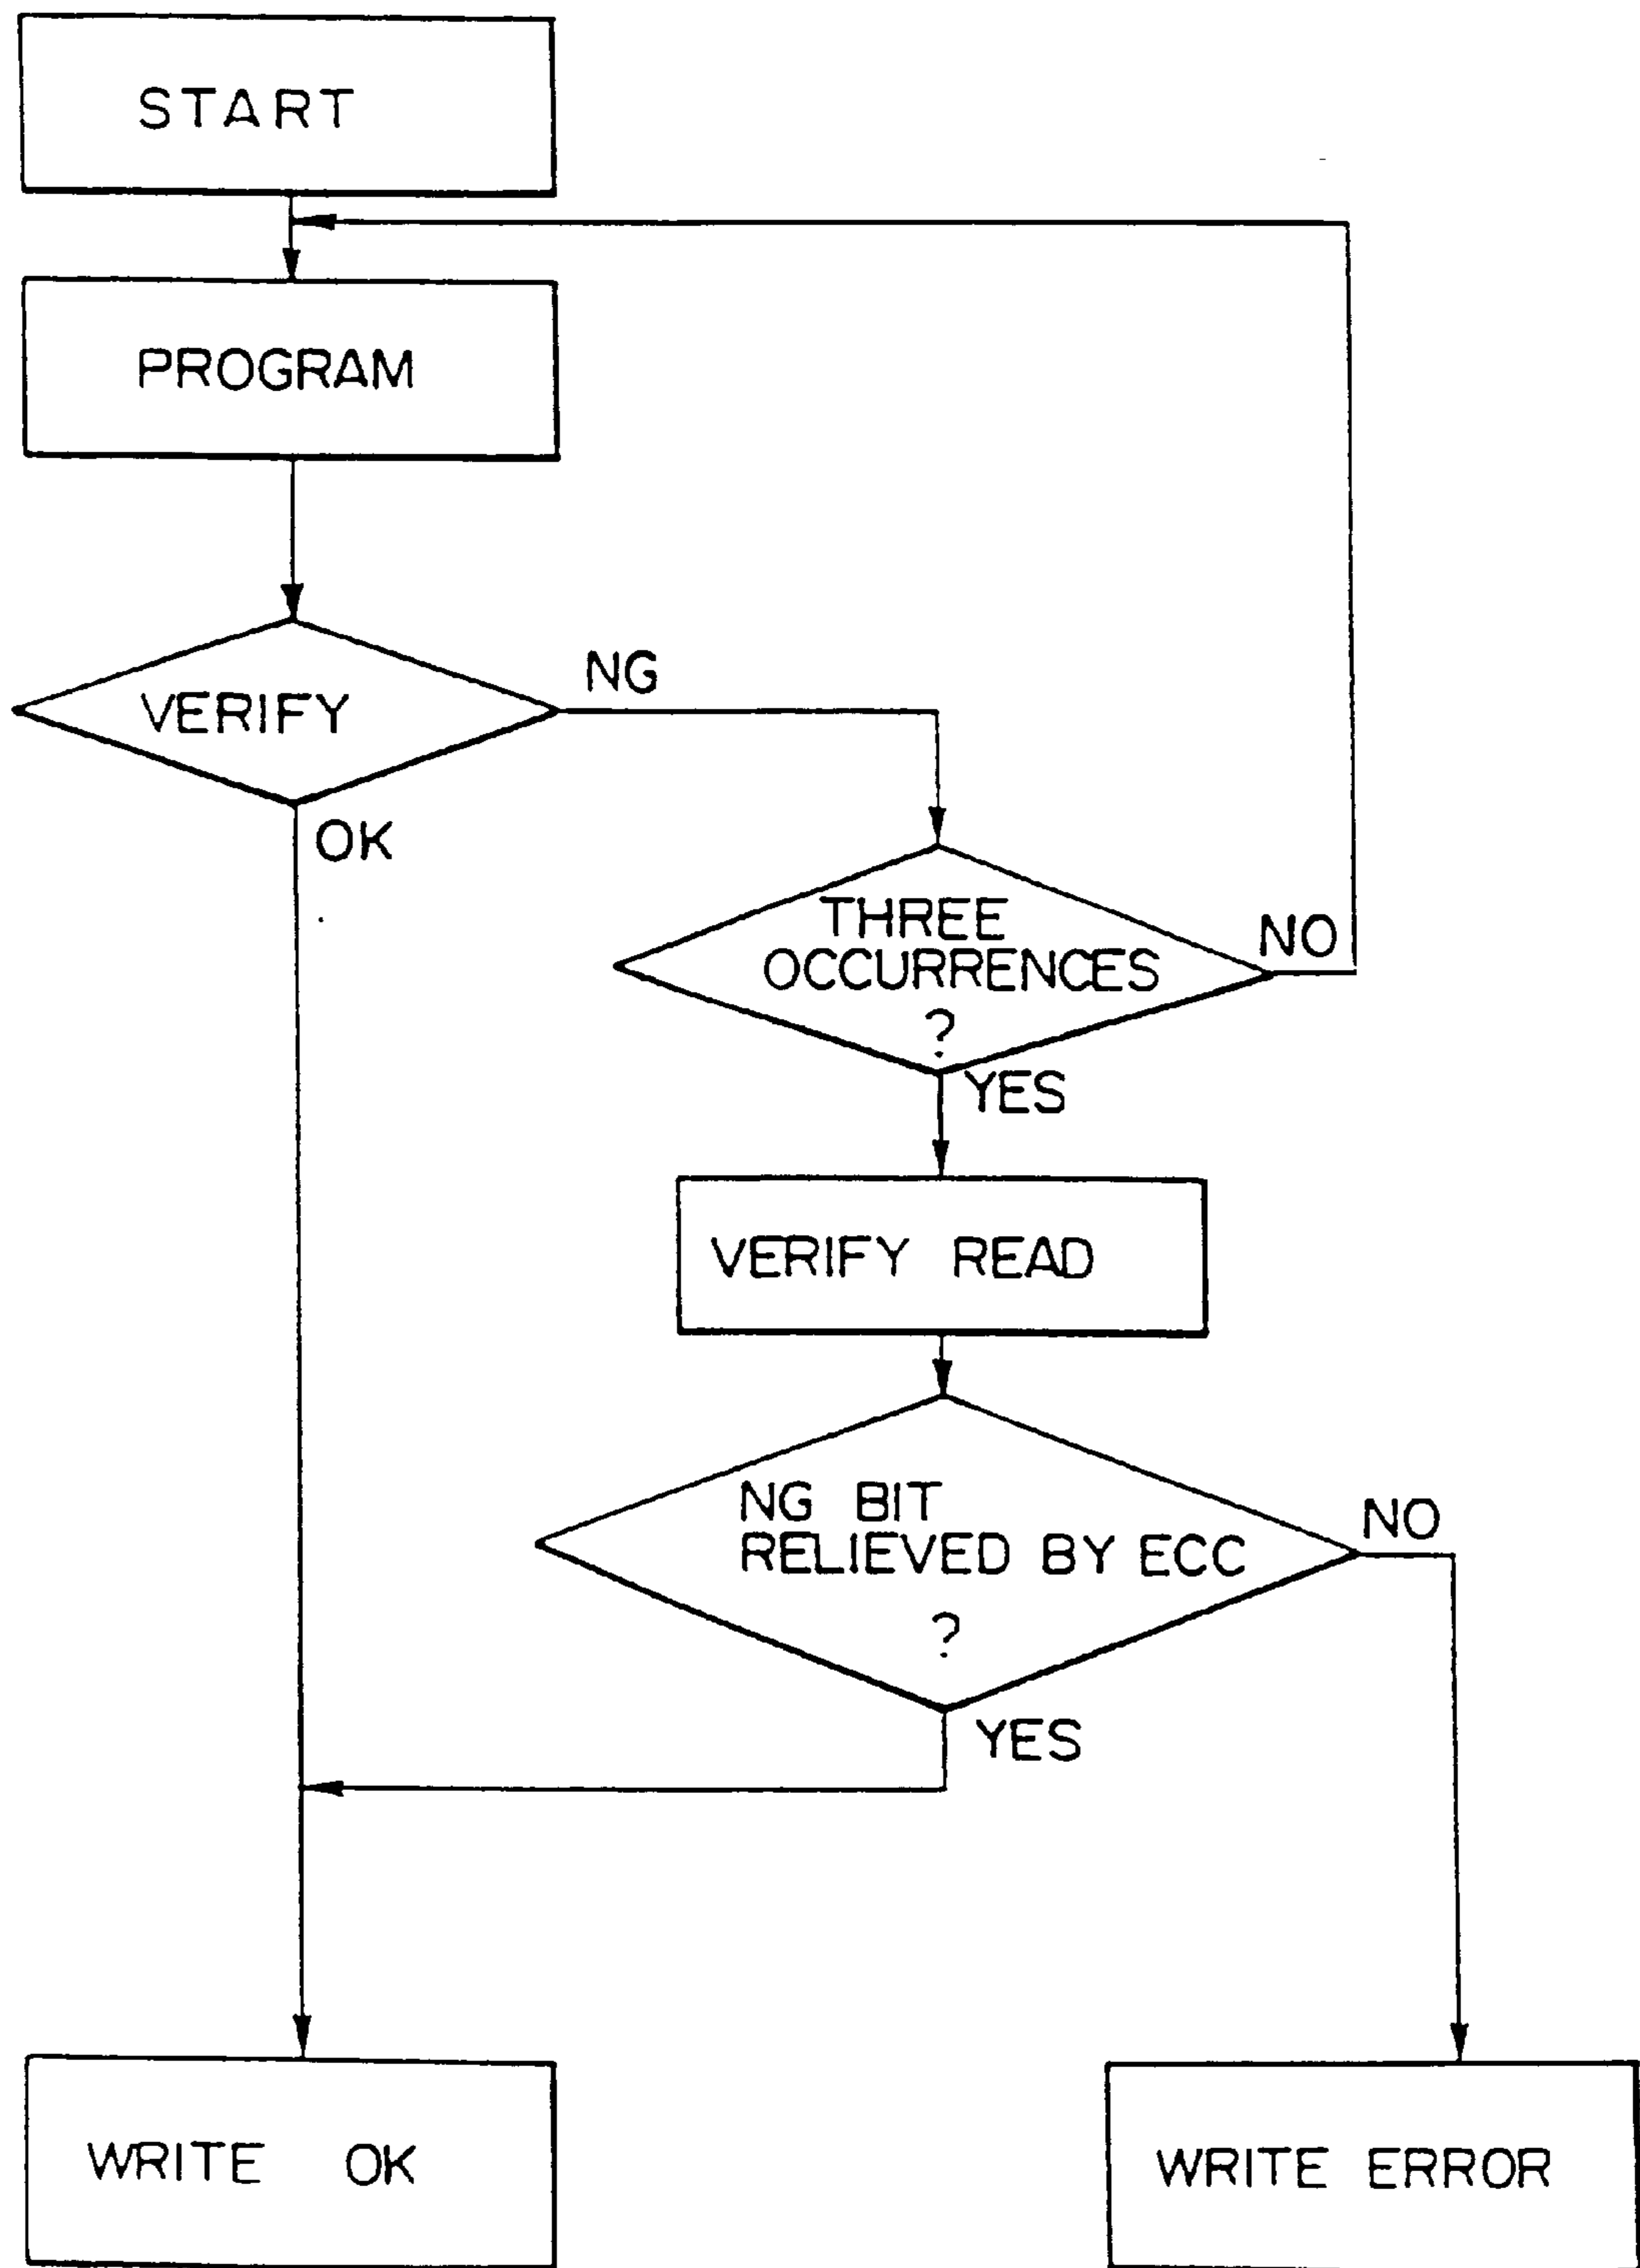 START
PROGRAM
NG
VERIFY
OK
THREE
OCCURRENCES
?
NO
YES
VERIFY READ
NG BIT
RELIEVED BY ECC
?
NO
YES
WRITE OK
WRITE ERROR